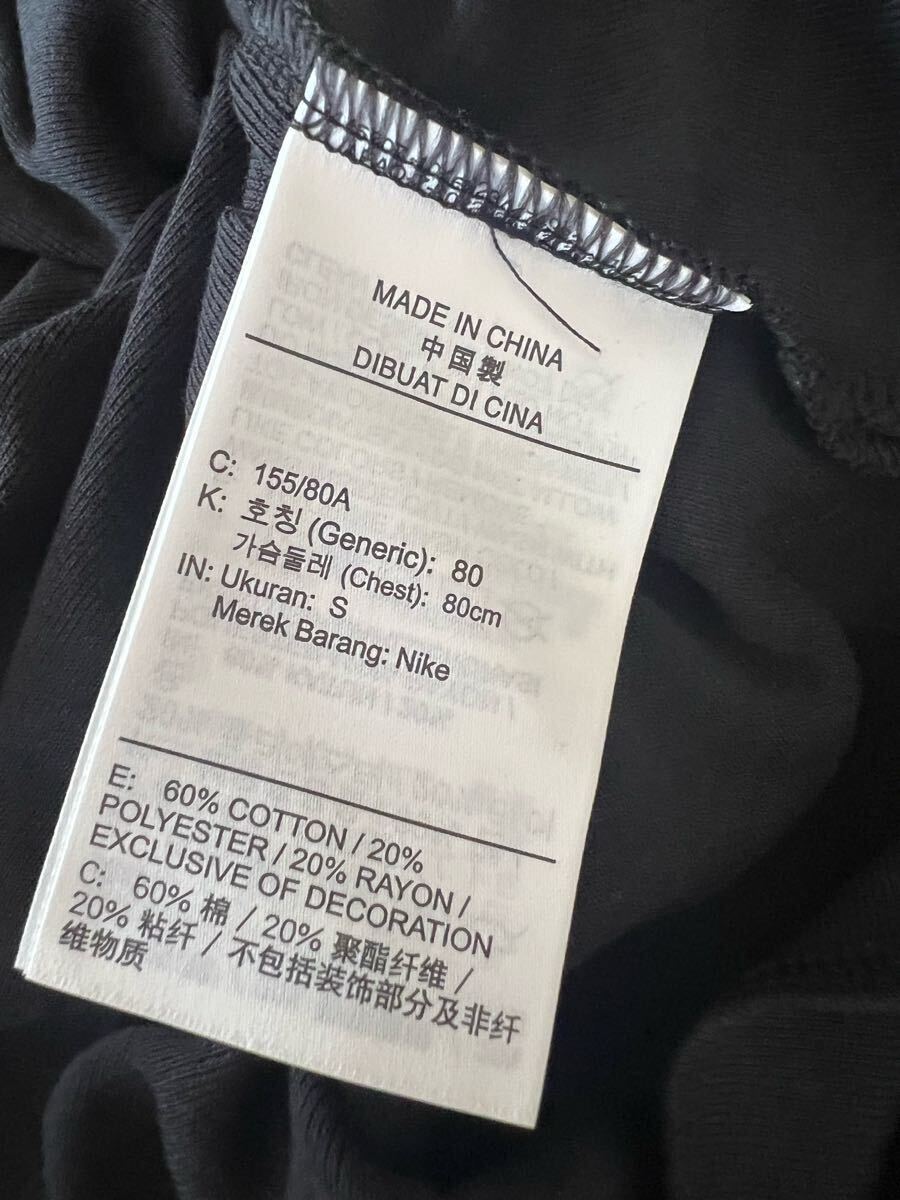 MADE IN CHINA
中国製
DIBUAT DI CINA
C: 155/80A
K: 호칭 (Generic): 80
가슴둘레 (Chest): 80cm
IN: Ukuran: S
Merek Barang: Nike
E: 60% COTTON / 20%
POLYESTER / 20% RAYON /
EXCLUSIVE OF DECORATION
C: 60% 棉 / 20% 聚酯纤维 /
20% 粘纤 / 不包括装饰部分及非纤
维物质